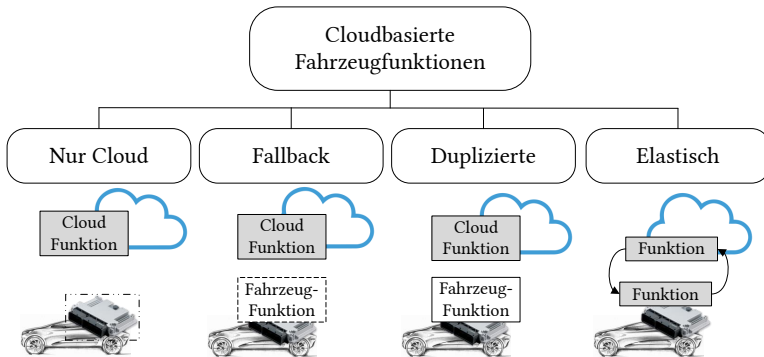 Cloudbasierte
Fahrzeugfunktionen
Nur Cloud
Fallback
Duplizierte
Elastisch
Cloud
Funktion
Cloud
Funktion
Cloud
Funktion
Funktion
Funktion
Fahrzeug-
Funktion
Fahrzeug-
Funktion